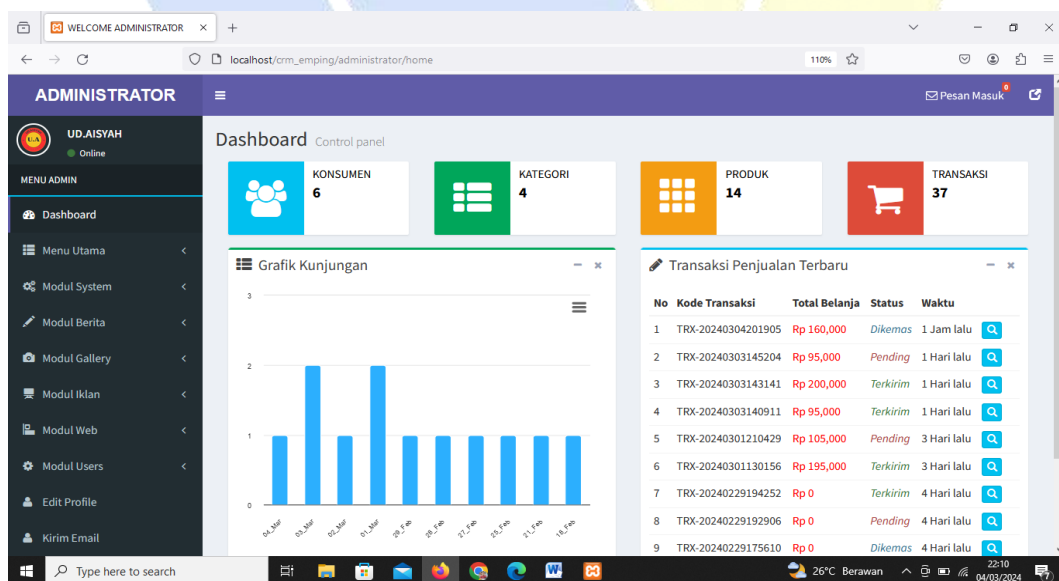 WELCOME ADMINISTRATOR
localhost/crm_emping/administrator/home
110%
ADMINISTRATOR
0
Pesan Masuk
UD.AISYAH
Online
MENU ADMIN
Dashboard
Menu Utama
Modul System
Modul Berita
Modul Gallery
Modul Iklan
Modul Web
Modul Users
Edit Profile
Kirim Email
Dashboard Control panel
KONSUMEN
6
KATEGORI
4
PRODUK
14
TRANSAKSI
37
Grafik Kunjungan
3
2
1
0
04_Mar 03_Mar 02_Mar 01_Mar 29_Feb 28_Feb 27_Feb 25_Feb 21_Feb 18_Feb
Transaksi Penjualan Terbaru
No Kode Transaksi Total Belanja Status Waktu
1 TRX-20240304201905 Rp 160,000 Dikemas 1 Jam lalu
2 TRX-20240303145204 Rp 95,000 Pending 1 Hari lalu
3 TRX-20240303143141 Rp 200,000 Terkirim 1 Hari lalu
4 TRX-20240303140911 Rp 95,000 Terkirim 1 Hari lalu
5 TRX-20240301210429 Rp 105,000 Pending 3 Hari lalu
6 TRX-20240301130156 Rp 195,000 Terkirim 3 Hari lalu
7 TRX-20240229194252 Rp 0 Terkirim 4 Hari lalu
8 TRX-20240229192906 Rp 0 Pending 4 Hari lalu
9 TRX-20240229175610 Rp 0 Dikemas 4 Hari lalu
Type here to search
26°C Berawan
22:10
04/03/2024